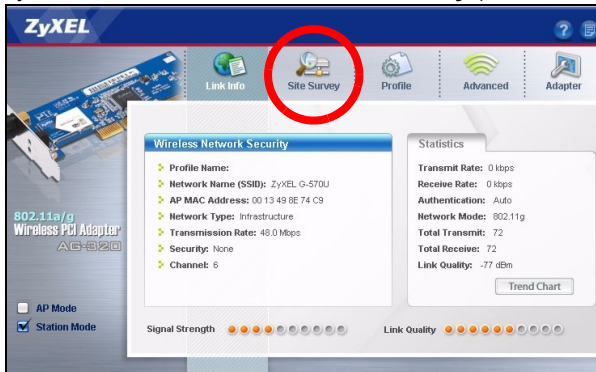 ZyXEL
Link Info
Site Survey
Profile
Advanced
Adapter
802.11a/g
Wireless PCI Adapter
AG-320
AP Mode
Station Mode
Wireless Network Security
Profile Name:
Network Name (SSID): ZyXEL G-570U
AP MAC Address: 00 13 49 8E 74 C9
Network Type: Infrastructure
Transmission Rate: 48.0 Mbps
Security: None
Channel: 6
Statistics
Transmit Rate: 0 kbps
Receive Rate: 0 kbps
Authentication: Auto
Network Mode: 802.11g
Total Transmit: 72
Total Receive: 72
Link Quality: -77 dBm
Trend Chart
Signal Strength
Link Quality